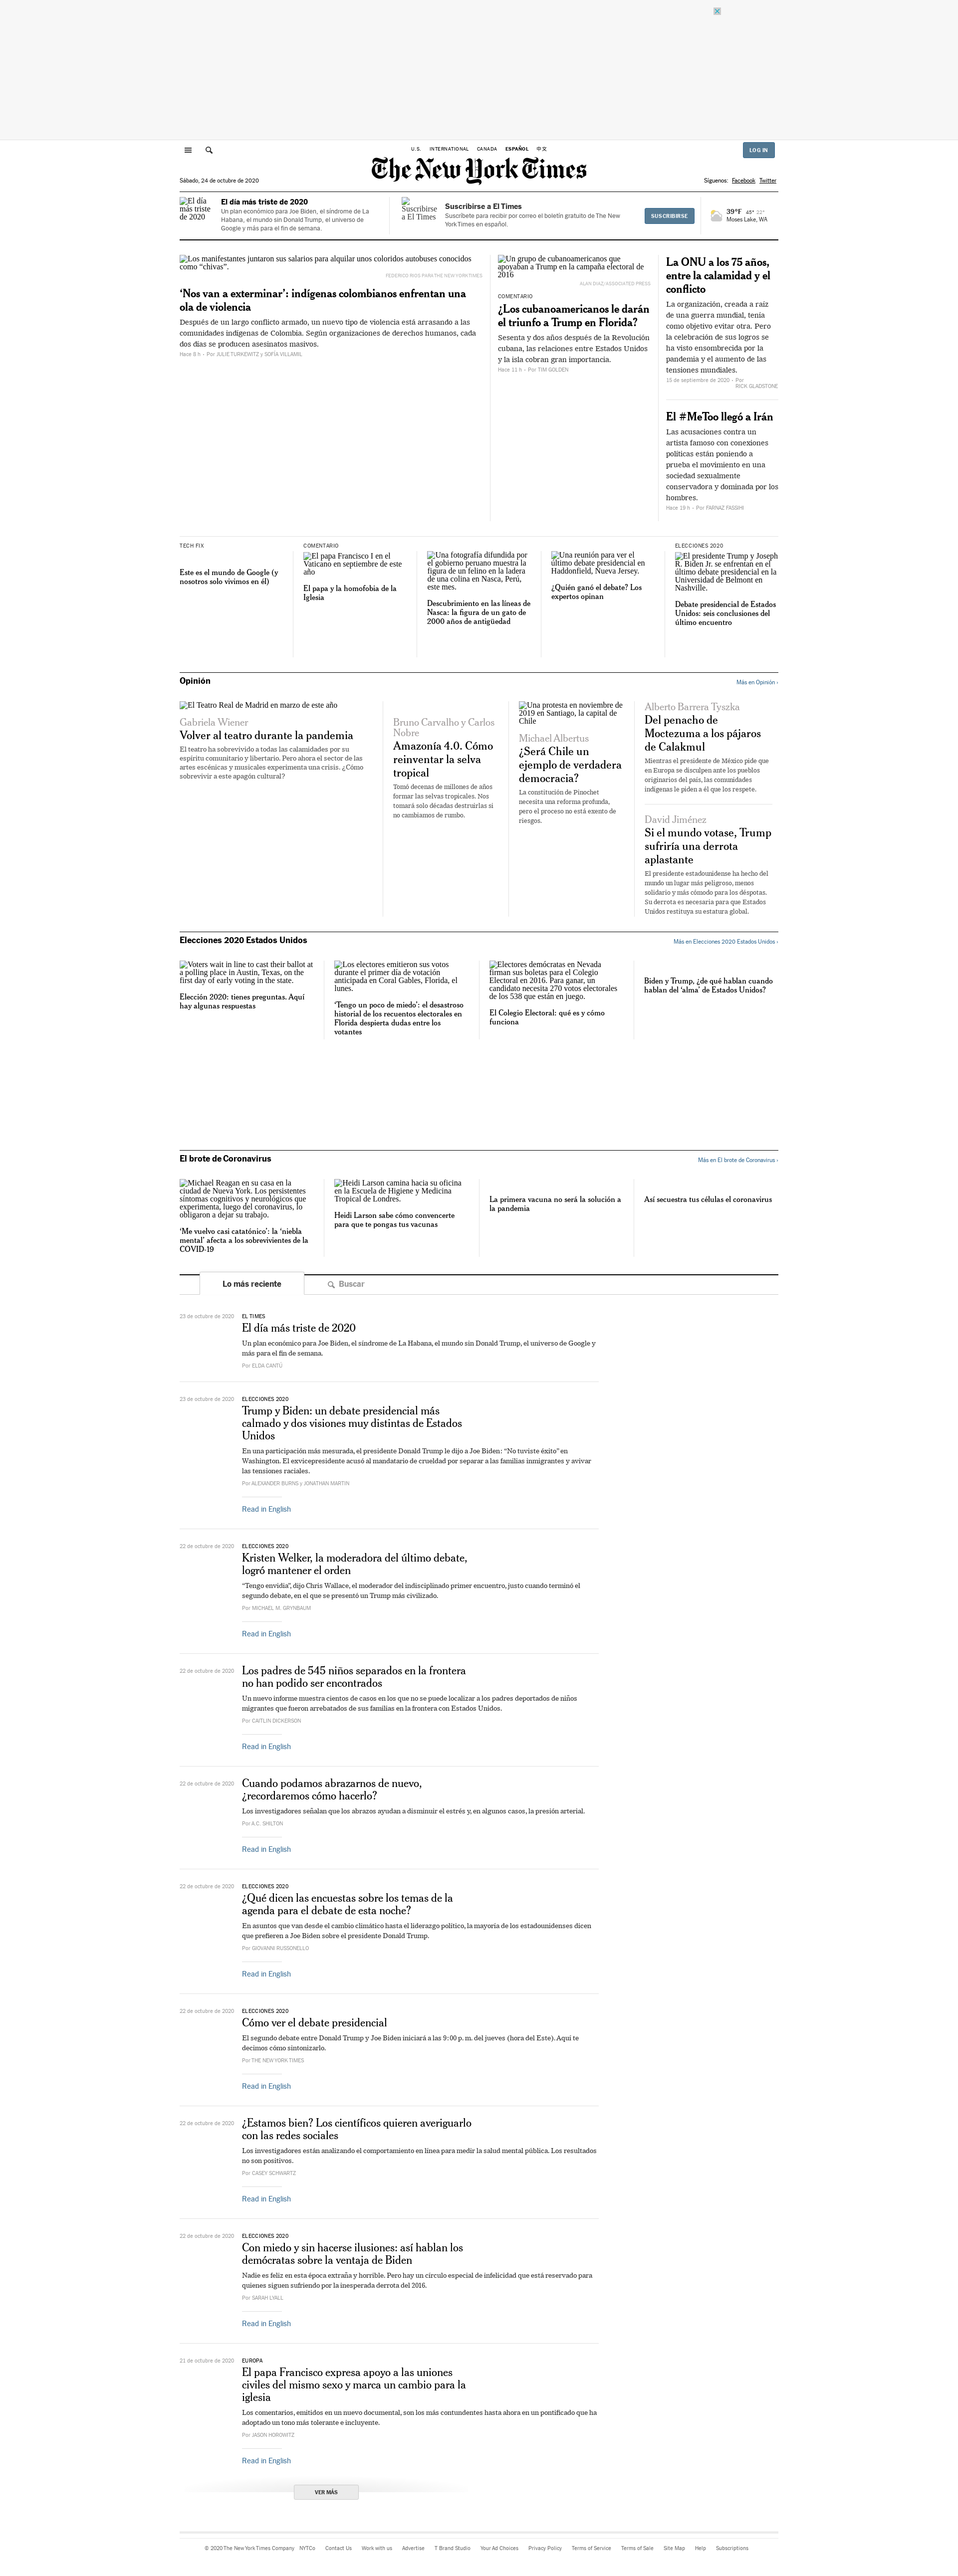 U.S.
INTERNATIONAL
CANADA
ESPAÑOL
中文
LOG IN
The New York Times
Sábado, 24 de octubre de 2020
Síguenos: Facebook Twitter
El día
más triste
de 2020
El día más triste de 2020
Un plan económico para Joe Biden, el síndrome de La
Habana, el mundo sin Donald Trump, el universo de
Google y más para el fin de semana.
Suscribirse
a El Times
Suscribirse a El Times
Suscríbete para recibir por correo el boletín gratuito de The New
York Times en español.
SUSCRIBIRSE
39°F 45° 22°
Moses Lake, WA
Los manifestantes juntaron sus salarios para alquilar unos coloridos autobuses conocidos
como “chivas”.
FEDERICO RIOS PARA THE NEW YORK TIMES
‘Nos van a exterminar’: indígenas colombianos enfrentan una
ola de violencia
Después de un largo conflicto armado, un nuevo tipo de violencia está arrasando a las
comunidades indígenas de Colombia. Según organizaciones de derechos humanos, cada
dos días se producen asesinatos masivos.
Hace 8 h - Por JULIE TURKEWITZ y SOFÍA VILLAMIL
Un grupo de cubanoamericanos que
apoyaban a Trump en la campaña electoral de
2016
ALAN DIAZ/ASSOCIATED PRESS
COMENTARIO
¿Los cubanoamericanos le darán
el triunfo a Trump en Florida?
Sesenta y dos años después de la Revolución
cubana, las relaciones entre Estados Unidos
y la isla cobran gran importancia.
Hace 11 h - Por TIM GOLDEN
La ONU a los 75 años,
entre la calamidad y el
conflicto
La organización, creada a raíz
de una guerra mundial, tenía
como objetivo evitar otra. Pero
la celebración de sus logros se
ha visto ensombrecida por la
pandemia y el aumento de las
tensiones mundiales.
15 de septiembre de 2020 - Por
RICK GLADSTONE
El #MeToo llegó a Irán
Las acusaciones contra un
artista famoso con conexiones
políticas están poniendo a
prueba el movimiento en una
sociedad sexualmente
conservadora y dominada por los
hombres.
Hace 19 h - Por FARNAZ FASSIHI
TECH FIX
Este es el mundo de Google (y
nosotros solo vivimos en él)
COMENTARIO
El papa Francisco I en el
Vaticano en septiembre de este
año
El papa y la homofobia de la
Iglesia
Una fotografía difundida por
el gobierno peruano muestra la
figura de un felino en la ladera
de una colina en Nasca, Perú,
este mes.
Descubrimiento en las líneas de
Nasca: la figura de un gato de
2000 años de antigüedad
Una reunión para ver el
último debate presidencial en
Haddonfield, Nueva Jersey.
¿Quién ganó el debate? Los
expertos opinan
ELECCIONES 2020
El presidente Trump y Joseph
R. Biden Jr. se enfrentan en el
último debate presidencial en la
Universidad de Belmont en
Nashville.
Debate presidencial de Estados
Unidos: seis conclusiones del
último encuentro
Opinión
Más en Opinión ›
El Teatro Real de Madrid en marzo de este año
Gabriela Wiener
Volver al teatro durante la pandemia
El teatro ha sobrevivido a todas las calamidades por su
espíritu comunitario y libertario. Pero ahora el sector de las
artes escénicas y musicales experimenta una crisis. ¿Cómo
sobrevivir a este apagón cultural?
Bruno Carvalho y Carlos
Nobre
Amazonía 4.0. Cómo
reinventar la selva
tropical
Tomó decenas de millones de años
formar las selvas tropicales. Nos
tomará solo décadas destruirlas si
no cambiamos de rumbo.
Una protesta en noviembre de
2019 en Santiago, la capital de
Chile
Michael Albertus
¿Será Chile un
ejemplo de verdadera
democracia?
La constitución de Pinochet
necesita una reforma profunda,
pero el proceso no está exento de
riesgos.
Alberto Barrera Tyszka
Del penacho de
Moctezuma a los pájaros
de Calakmul
Mientras el presidente de México pide que
en Europa se disculpen ante los pueblos
originarios del país, las comunidades
indígenas le piden a él que los respete.
David Jiménez
Si el mundo votase, Trump
sufriría una derrota
aplastante
El presidente estadounidense ha hecho del
mundo un lugar más peligroso, menos
solidario y más cómodo para los déspotas.
Su derrota es necesaria para que Estados
Unidos restituya su estatura global.
Elecciones 2020 Estados Unidos
Más en Elecciones 2020 Estados Unidos ›
Voters wait in line to cast their ballot at
a polling place in Austin, Texas, on the
first day of early voting in the state.
Elección 2020: tienes preguntas. Aquí
hay algunas respuestas
Los electores emitieron sus votos
durante el primer día de votación
anticipada en Coral Gables, Florida, el
lunes.
‘Tengo un poco de miedo’: el desastroso
historial de los recuentos electorales en
Florida despierta dudas entre los
votantes
Electores demócratas en Nevada
firman sus boletas para el Colegio
Electoral en 2016. Para ganar, un
candidato necesita 270 votos electorales
de los 538 que están en juego.
El Colegio Electoral: qué es y cómo
funciona
Biden y Trump, ¿de qué hablan cuando
hablan del ‘alma’ de Estados Unidos?
El brote de Coronavirus
Más en El brote de Coronavirus ›
Michael Reagan en su casa en la
ciudad de Nueva York. Los persistentes
síntomas cognitivos y neurológicos que
experimenta, luego del coronavirus, lo
obligaron a dejar su trabajo.
‘Me vuelvo casi catatónico’: la ‘niebla
mental’ afecta a los sobrevivientes de la
COVID-19
Heidi Larson camina hacia su oficina
en la Escuela de Higiene y Medicina
Tropical de Londres.
Heidi Larson sabe cómo convencerte
para que te pongas tus vacunas
La primera vacuna no será la solución a
la pandemia
Así secuestra tus células el coronavirus
Lo más reciente
Buscar
23 de octubre de 2020
EL TIMES
El día más triste de 2020
Un plan económico para Joe Biden, el síndrome de La Habana, el mundo sin Donald Trump, el universo de Google y
más para el fin de semana.
Por ELDA CANTÚ
23 de octubre de 2020
ELECCIONES 2020
Trump y Biden: un debate presidencial más
calmado y dos visiones muy distintas de Estados
Unidos
En una participación más mesurada, el presidente Donald Trump le dijo a Joe Biden: “No tuviste éxito” en
Washington. El exvicepresidente acusó al mandatario de crueldad por separar a las familias inmigrantes y avivar
las tensiones raciales.
Por ALEXANDER BURNS y JONATHAN MARTIN
Read in English
22 de octubre de 2020
ELECCIONES 2020
Kristen Welker, la moderadora del último debate,
logró mantener el orden
“Tengo envidia”, dijo Chris Wallace, el moderador del indisciplinado primer encuentro, justo cuando terminó el
segundo debate, en el que se presentó un Trump más civilizado.
Por MICHAEL M. GRYNBAUM
Read in English
22 de octubre de 2020
Los padres de 545 niños separados en la frontera
no han podido ser encontrados
Un nuevo informe muestra cientos de casos en los que no se puede localizar a los padres deportados de niños
migrantes que fueron arrebatados de sus familias en la frontera con Estados Unidos.
Por CAITLIN DICKERSON
Read in English
22 de octubre de 2020
Cuando podamos abrazarnos de nuevo,
¿recordaremos cómo hacerlo?
Los investigadores señalan que los abrazos ayudan a disminuir el estrés y, en algunos casos, la presión arterial.
Por A.C. SHILTON
Read in English
22 de octubre de 2020
ELECCIONES 2020
¿Qué dicen las encuestas sobre los temas de la
agenda para el debate de esta noche?
En asuntos que van desde el cambio climático hasta el liderazgo político, la mayoría de los estadounidenses dicen
que prefieren a Joe Biden sobre el presidente Donald Trump.
Por GIOVANNI RUSSONELLO
Read in English
22 de octubre de 2020
ELECCIONES 2020
Cómo ver el debate presidencial
El segundo debate entre Donald Trump y Joe Biden iniciará a las 9:00 p. m. del jueves (hora del Este). Aquí te
decimos cómo sintonizarlo.
Por THE NEW YORK TIMES
Read in English
22 de octubre de 2020
¿Estamos bien? Los científicos quieren averiguarlo
con las redes sociales
Los investigadores están analizando el comportamiento en línea para medir la salud mental pública. Los resultados
no son positivos.
Por CASEY SCHWARTZ
Read in English
22 de octubre de 2020
ELECCIONES 2020
Con miedo y sin hacerse ilusiones: así hablan los
demócratas sobre la ventaja de Biden
Nadie es feliz en esta época extraña y horrible. Pero hay un círculo especial de infelicidad que está reservado para
quienes siguen sufriendo por la inesperada derrota del 2016.
Por SARAH LYALL
Read in English
21 de octubre de 2020
EUROPA
El papa Francisco expresa apoyo a las uniones
civiles del mismo sexo y marca un cambio para la
iglesia
Los comentarios, emitidos en un nuevo documental, son los más contundentes hasta ahora en un pontificado que ha
adoptado un tono más tolerante e incluyente.
Por JASON HOROWITZ
Read in English
VER MÁS
© 2020 The New York Times Company NYTCo Contact Us Work with us Advertise T Brand Studio Your Ad Choices Privacy Policy Terms of Service Terms of Sale Site Map Help Subscriptions